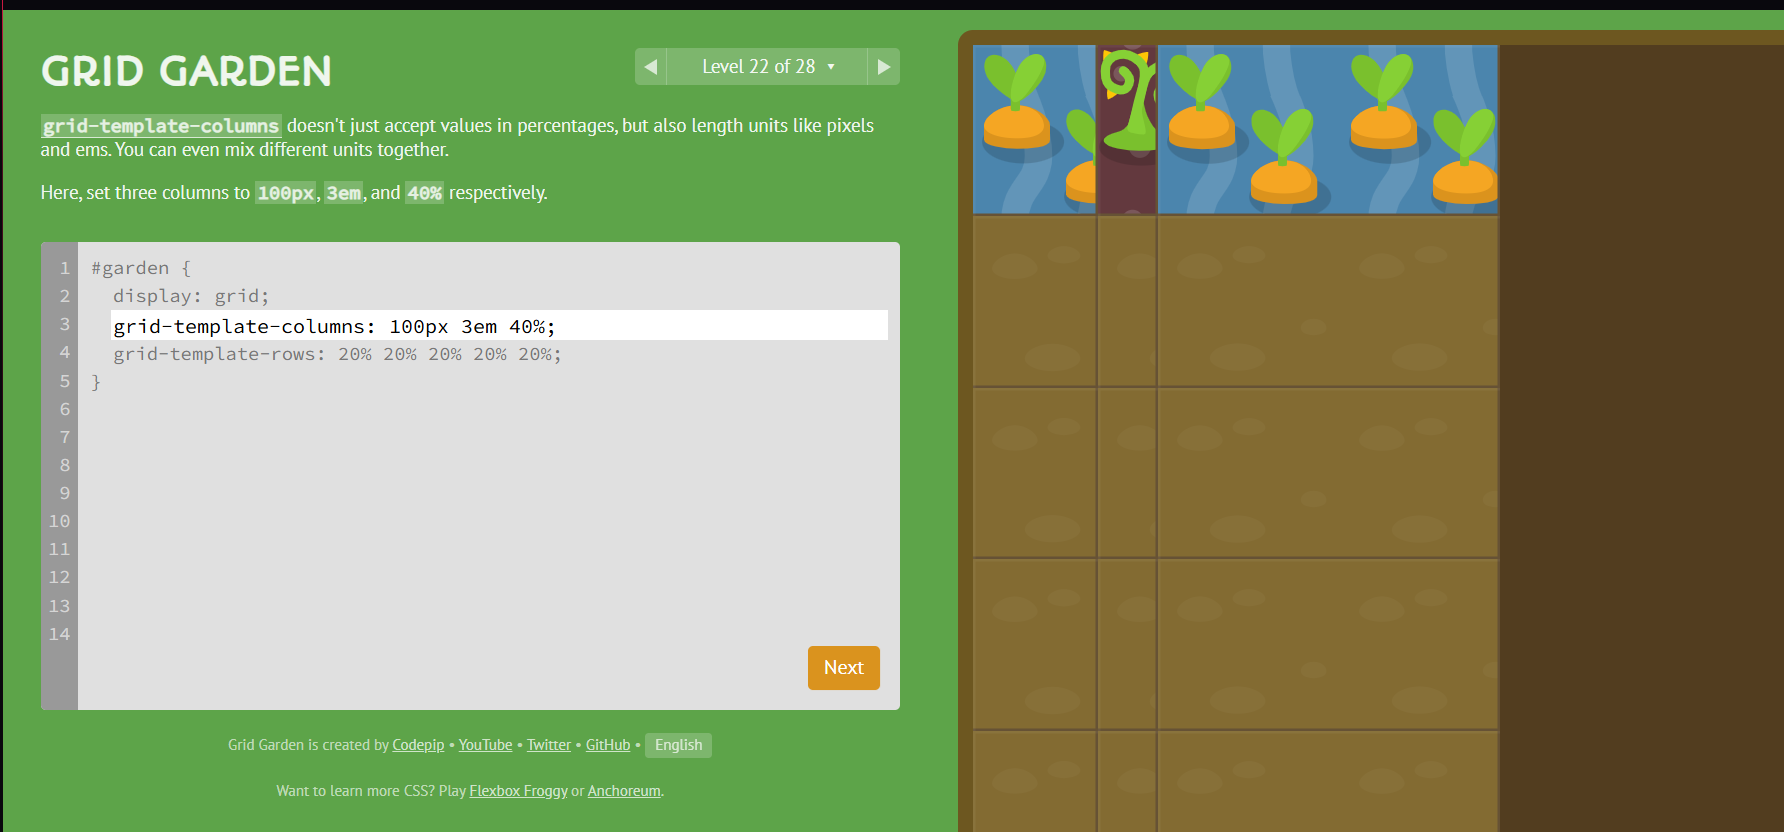 GRID GARDEN
Level 22 of 28
grid-template-columns doesn't just accept values in percentages, but also length units like pixels
and ems. You can even mix different units together.
Here, set three columns to 100px, 3em, and 40% respectively.
1 #garden {
2 display: grid;
3 grid-template-columns: 100px 3em 40%;
4 grid-template-rows: 20% 20% 20% 20% 20%;
5 }
6
7
8
9
10
11
12
13
14
Next
Grid Garden is created by Codepip • YouTube • Twitter • GitHub • English
Want to learn more CSS? Play Flexbox Froggy or Anchoreum.